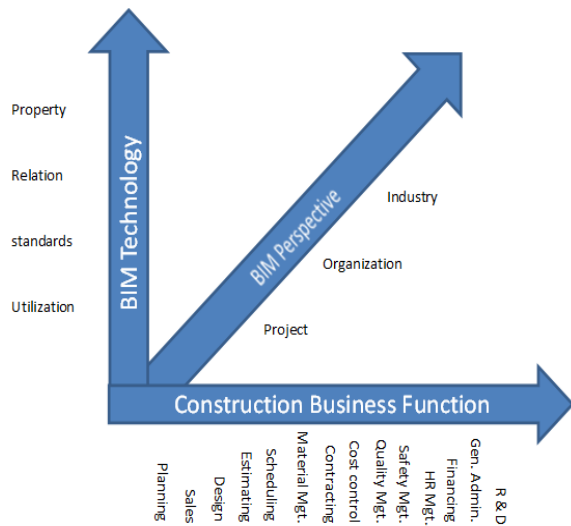 Property
Relation
standards
Utilization
BIM Technology
BIM Perspective
Industry
Organization
Project
Construction Business Function
Planning
Sales
Design
Estimating
Scheduling
Material Mgt.
Contracting
Cost control
Quality Mgt.
Safety Mgt.
HR Mgt.
Financing
Gen. Admin.
R & D